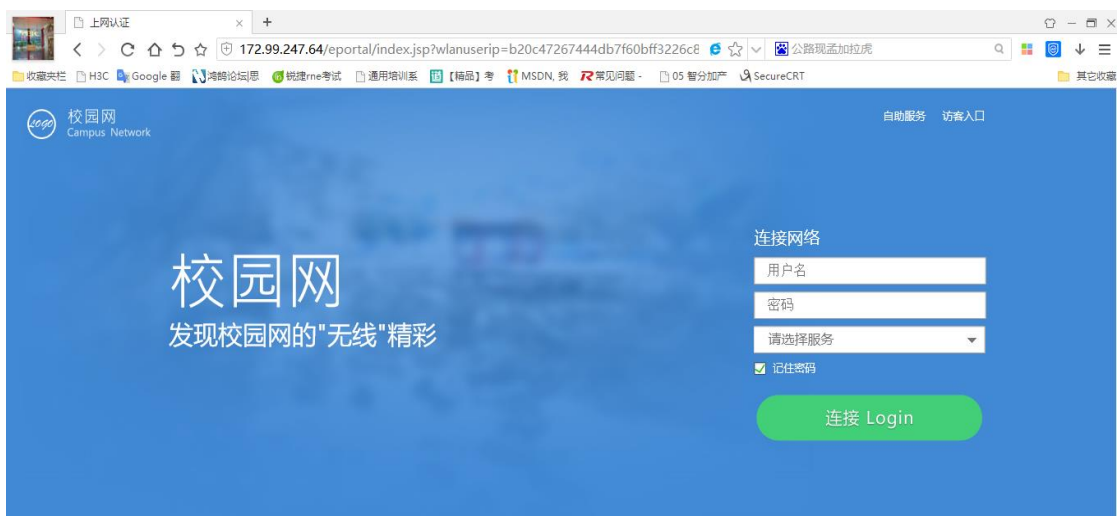 上网认证
172.99.247.64/eportal/index.jsp?wlanuserip=b20c47267444db7f60bff3226c8
公路现孟加拉虎
收藏夹栏 H3C Google 翻 鸿鹄论坛|思 锐捷rne考试 通用培训系 【精品】考 MSDN, 我 常见问题 - 05 智分加产 SecureCRT 其它收藏
logo 校园网 自助服务 访客入口
Campus Network
校园网
发现校园网的"无线"精彩
连接网络
用户名
密码
请选择服务
记住密码
连接 Login